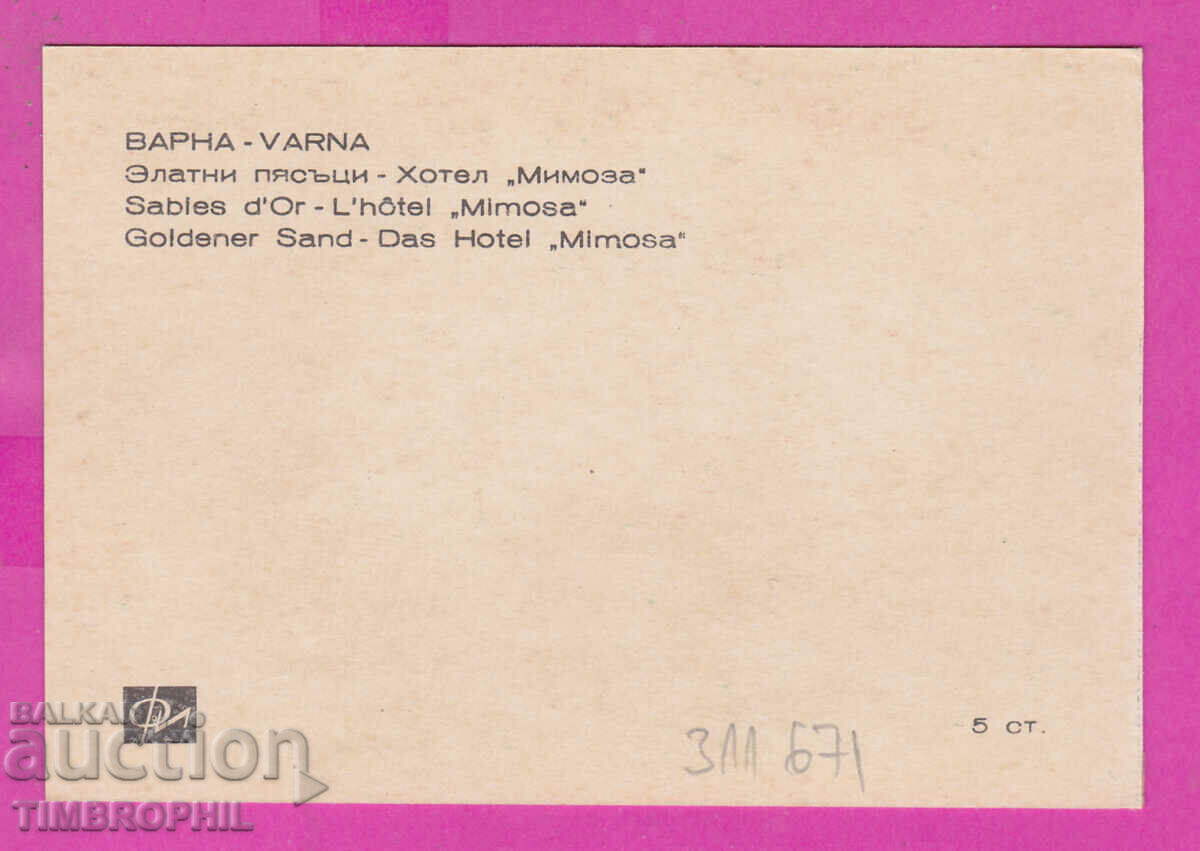 ВАРНА - VARNA
Златни пясъци - Хотел „Мимоза“
Sables d'Or - L'hôtel „Mimosa“
Goldener Sand - Das Hotel „Mimosa“
BALKAN
auction
TIMBROPHIL
5 ст.
311 671